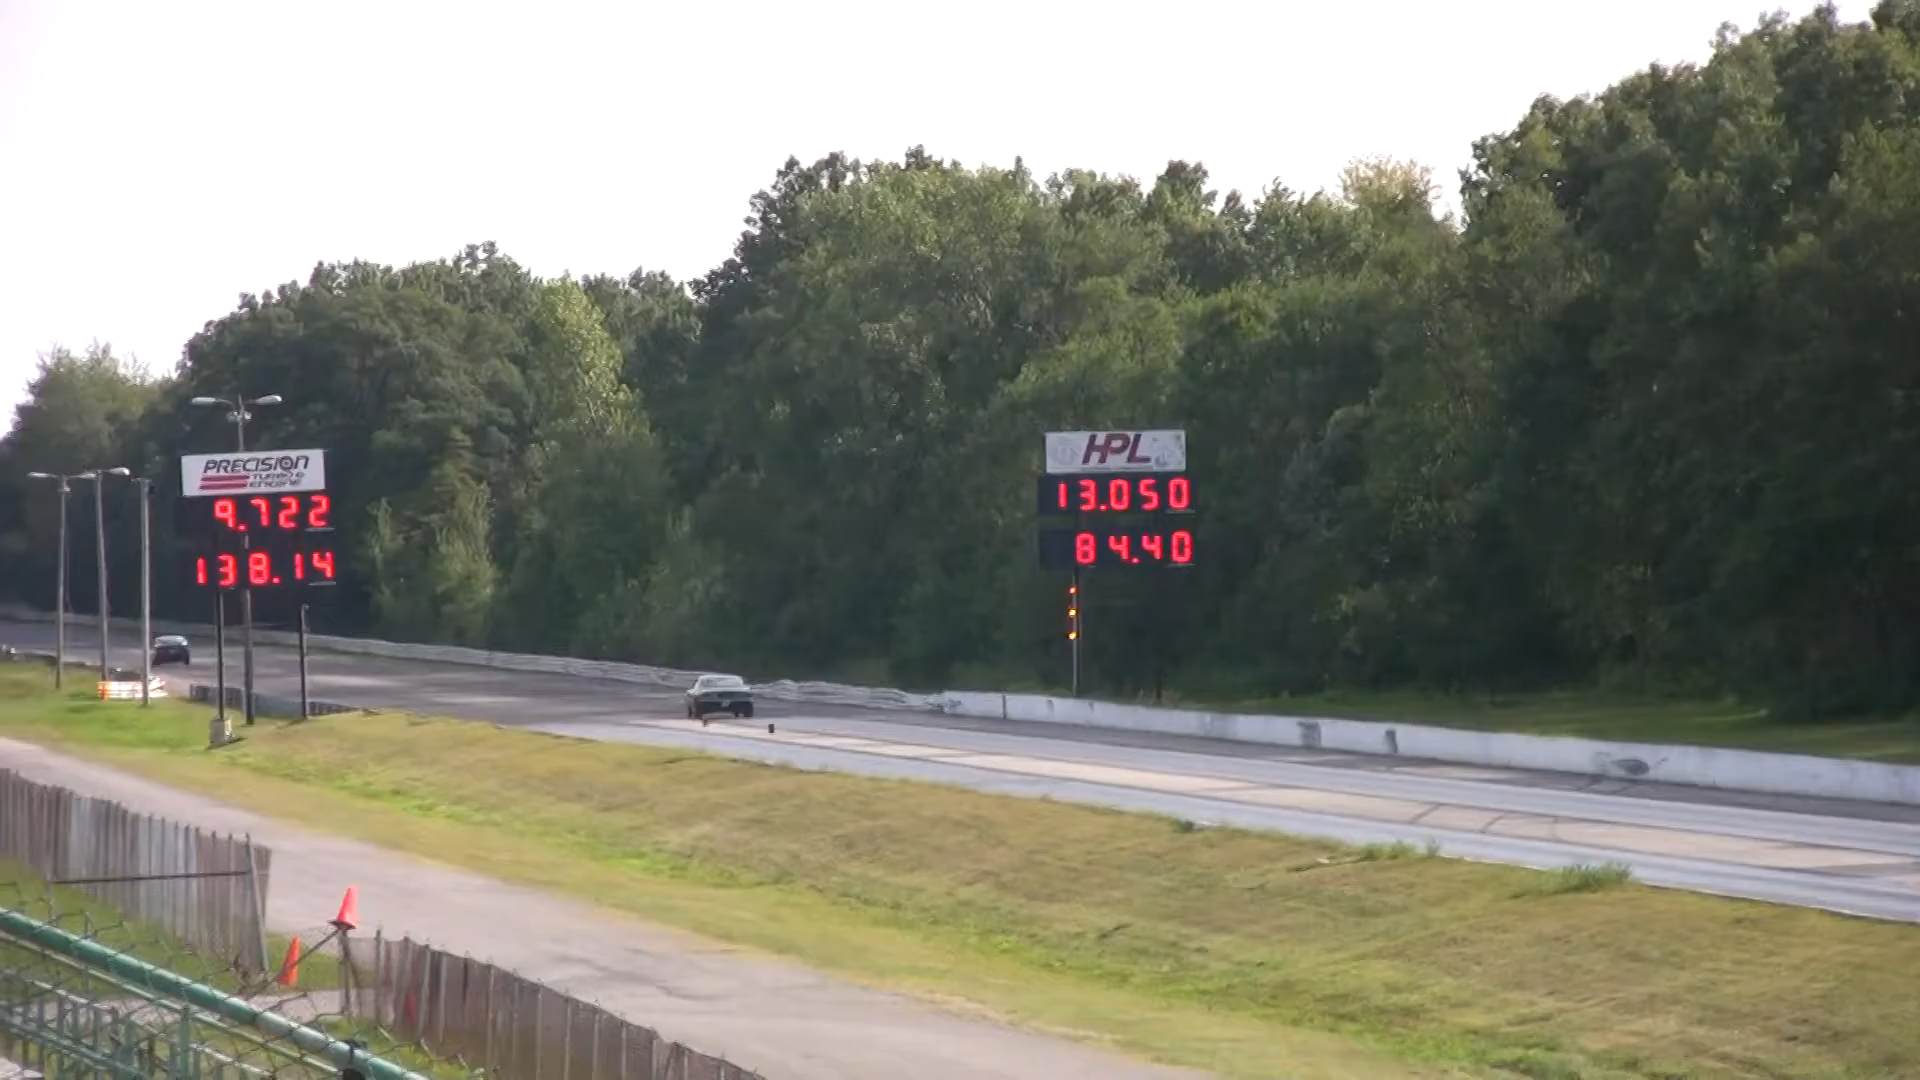 PRECISION
TURBO &
ENGINE
9.722
138.14
HPL
13.050
84.40